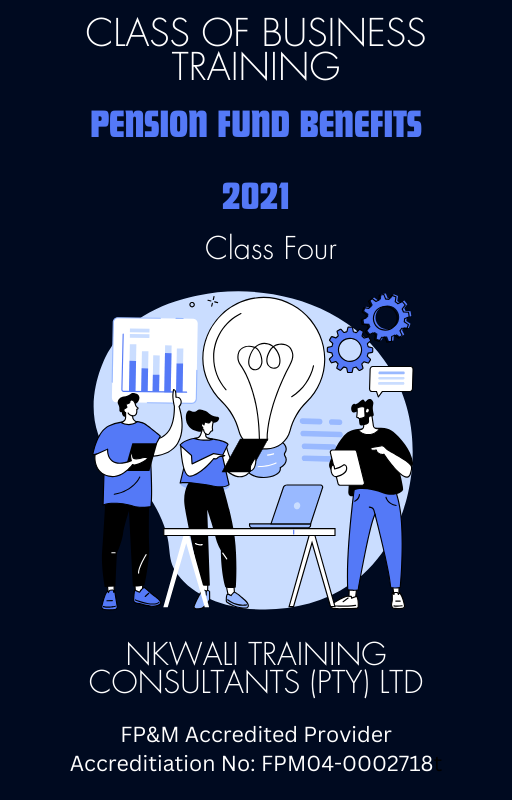 CLASS OF BUSINESS
TRAINING
PENSION FUND BENEFITS
2021
Class Four
NKWALI TRAINING
CONSULTANTS (PTY) LTD
FP&M Accredited Provider
Accreditiation No: FPM04-0002718t